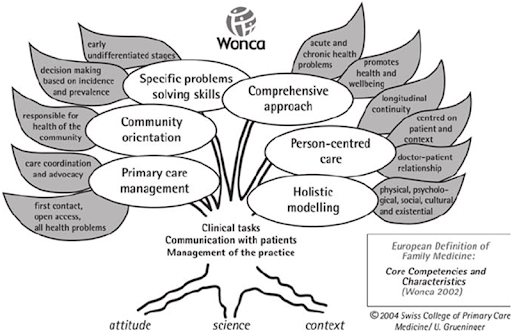 Wonca
early
undifferentiated stages
decision making
based on incidence
and prevalence
responsible for
health of the
community
care coordination
and advocacy
first contact,
open access,
all health problems
Specific problems
solving skills
Community
orientation
Primary care
management
Comprehensive
approach
Person-centred
care
Holistic
modelling
acute and
chronic health
problems
promotes
health and
wellbeing
longitudinal
continuity
centred on
patient and
context
doctor-patient
relationship
physical, psycholo-
gical, social, cultural
and existential
Clinical tasks
Communication with patients
Management of the practice
attitude
science
context
European Definition of
Family Medicine:
Core Competencies and
Characteristics
(Wonca 2002)
©2004 Swiss College of Primary Care
Medicine/ U. Grueninger